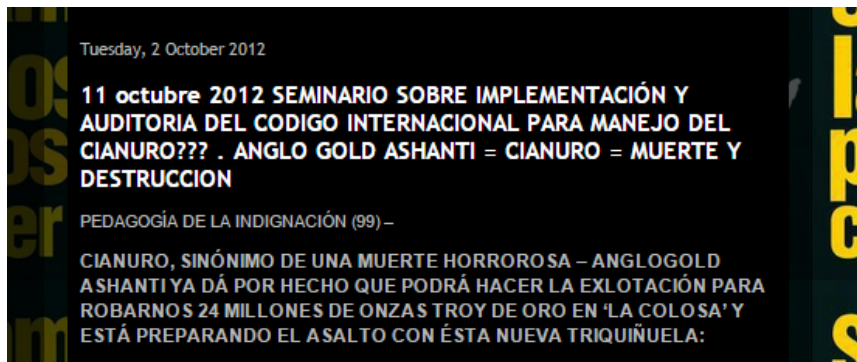 Tuesday, 2 October 2012
11 octubre 2012 SEMINARIO SOBRE IMPLEMENTACIÓN Y
AUDITORIA DEL CODIGO INTERNACIONAL PARA MANEJO DEL
CIANURO??? . ANGLO GOLD ASHANTI = CIANURO = MUERTE Y
DESTRUCCION
PEDAGOGÍA DE LA INDIGNACIÓN (99) –
CIANURO, SINÓNIMO DE UNA MUERTE HORROROSA – ANGLOGOLD
ASHANTI YA DÁ POR HECHO QUE PODRÁ HACER LA EXLOTACIÓN PARA
ROBARNOS 24 MILLONES DE ONZAS TROY DE ORO EN ‘LA COLOSA’ Y
ESTÁ PREPARANDO EL ASALTO CON ÉSTA NUEVA TRIQUIÑUELA: